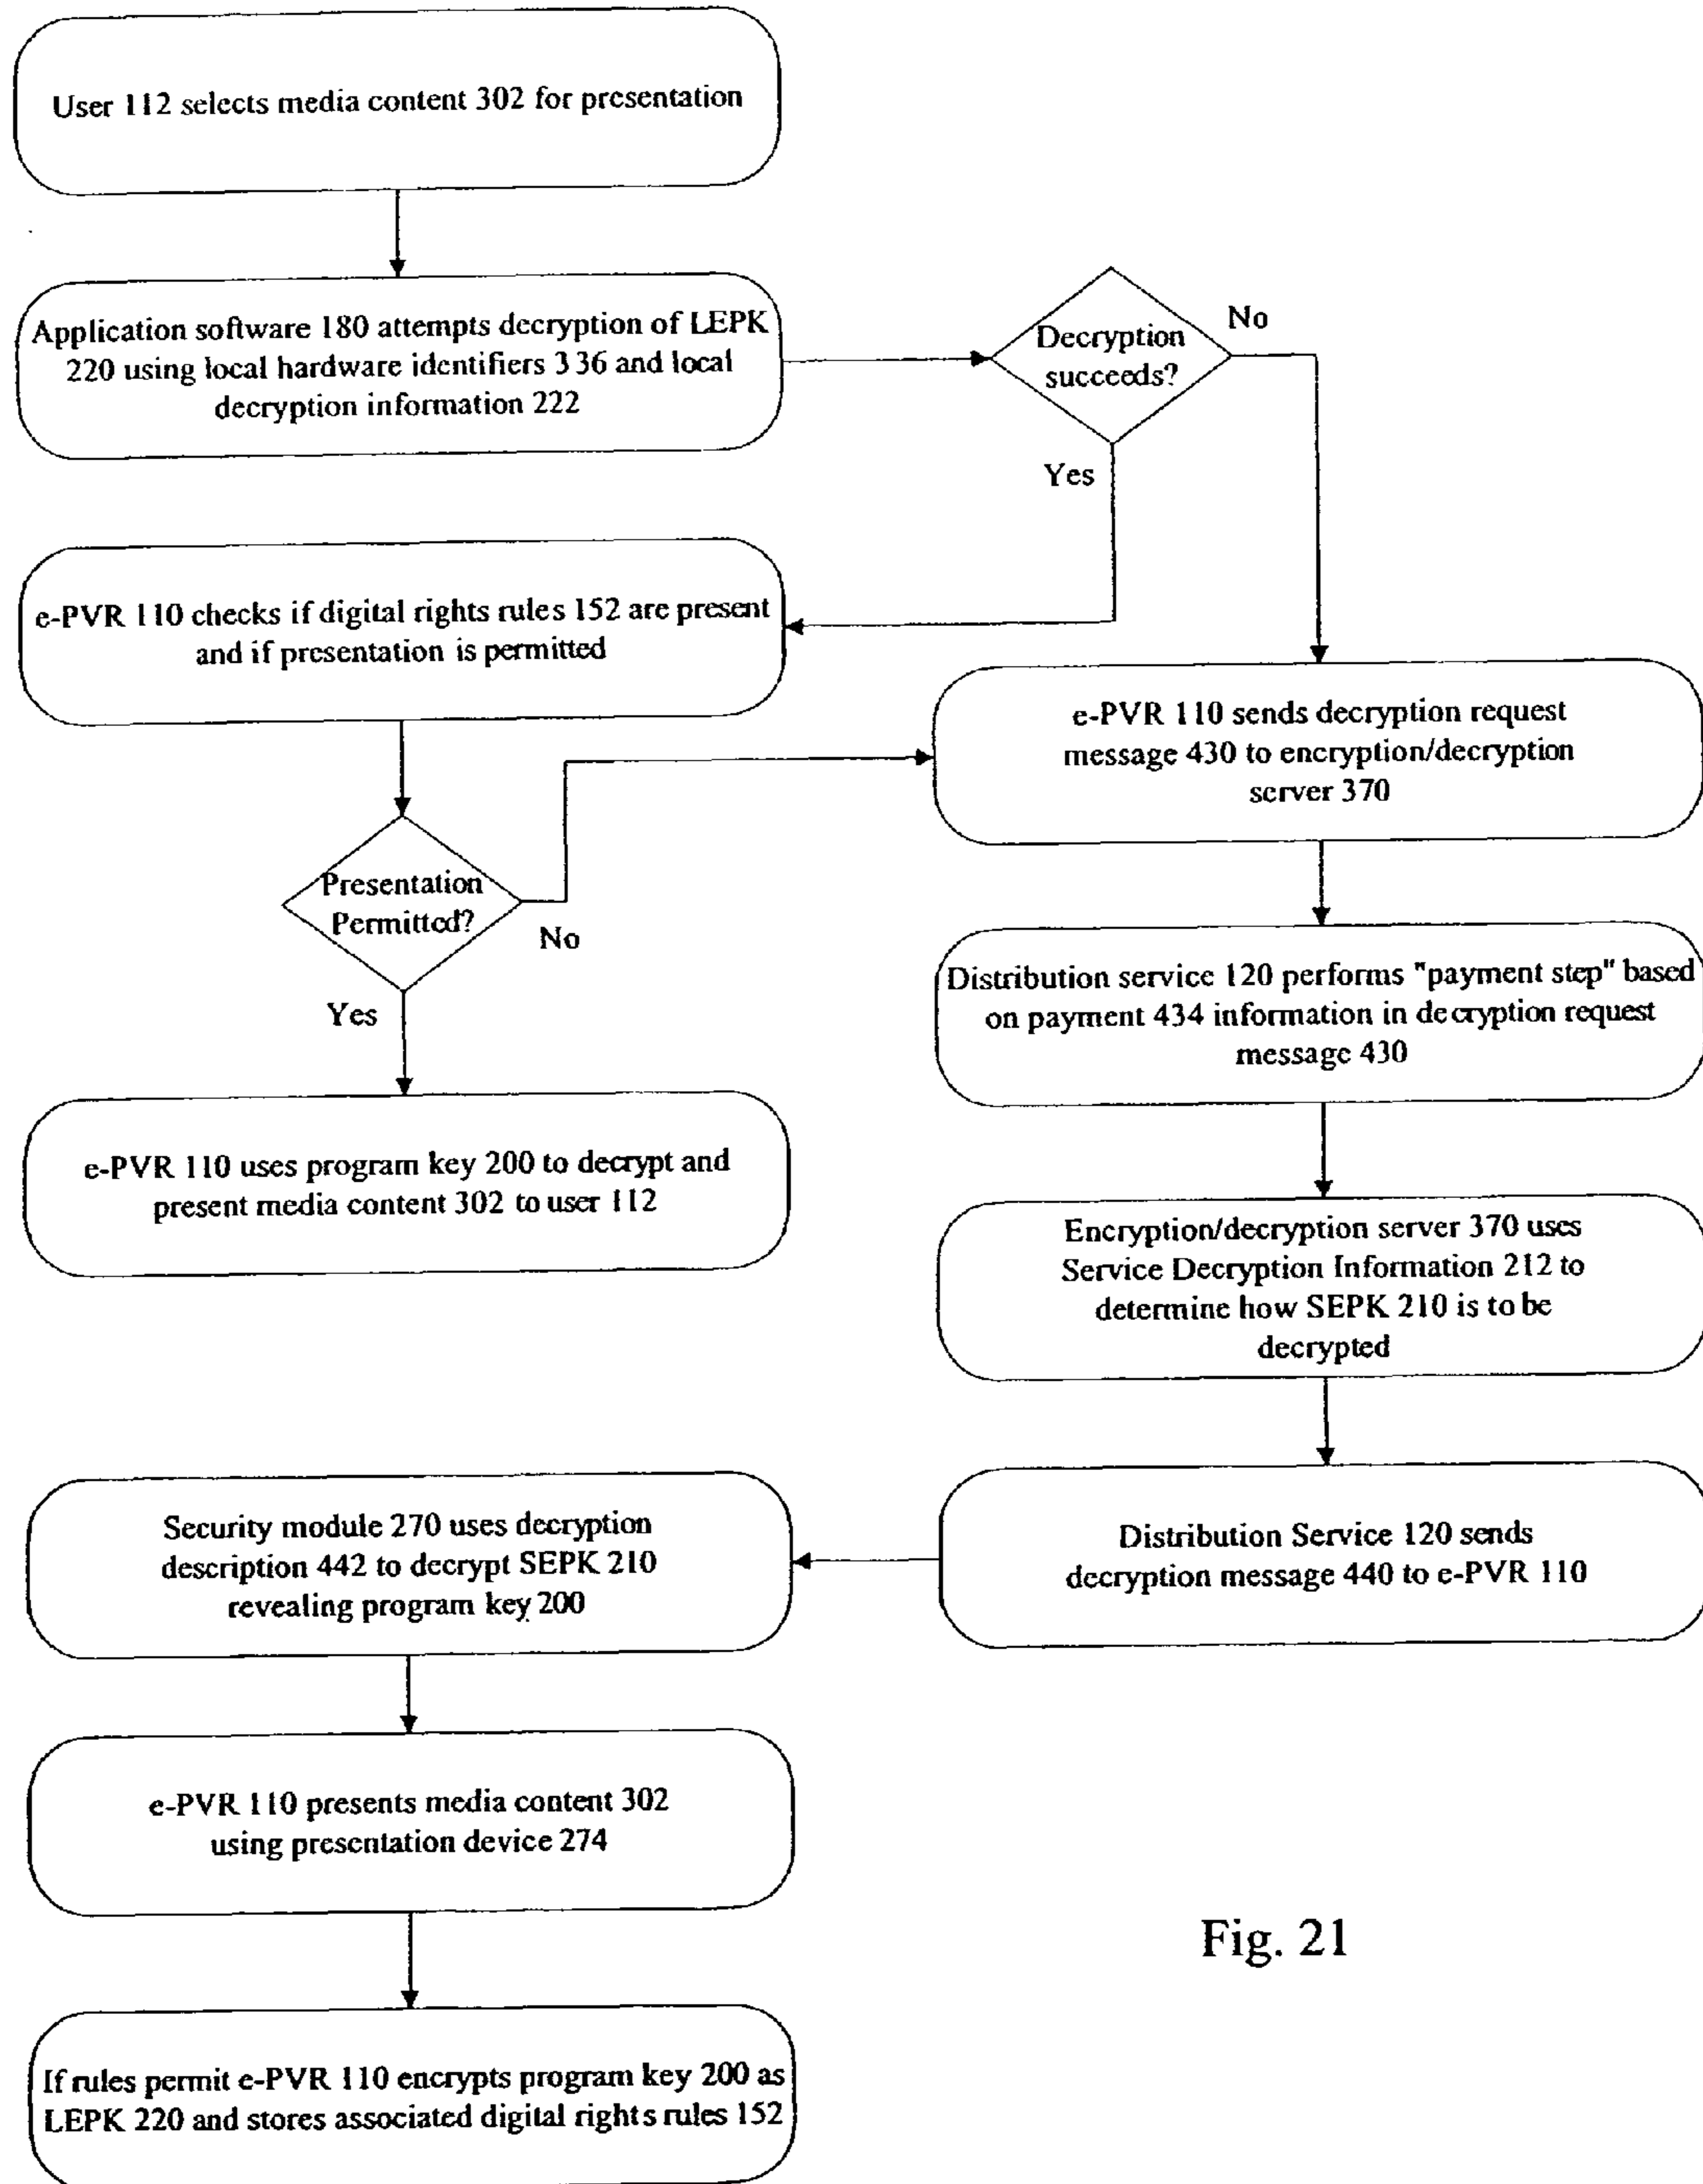 User 112 selects media content 302 for presentation
Application software 180 attempts decryption of LEPK
220 using local hardware identifiers 336 and local
decryption information 222
Decryption
succeeds?
No
Yes
e-PVR 110 checks if digital rights rules 152 are present
and if presentation is permitted
e-PVR 110 sends decryption request
message 430 to encryption/decryption
server 370
Presentation
Permitted?
No
Yes
Distribution service 120 performs "payment step" based
on payment 434 information in decryption request
message 430
e-PVR 110 uses program key 200 to decrypt and
present media content 302 to user 112
Encryption/decryption server 370 uses
Service Decryption Information 212 to
determine how SEPK 210 is to be
decrypted
Distribution Service 120 sends
decryption message 440 to e-PVR 110
Security module 270 uses decryption
description 442 to decrypt SEPK 210
revealing program key 200
e-PVR 110 presents media content 302
using presentation device 274
If rules permit e-PVR 110 encrypts program key 200 as
LEPK 220 and stores associated digital rights rules 152
Fig. 21